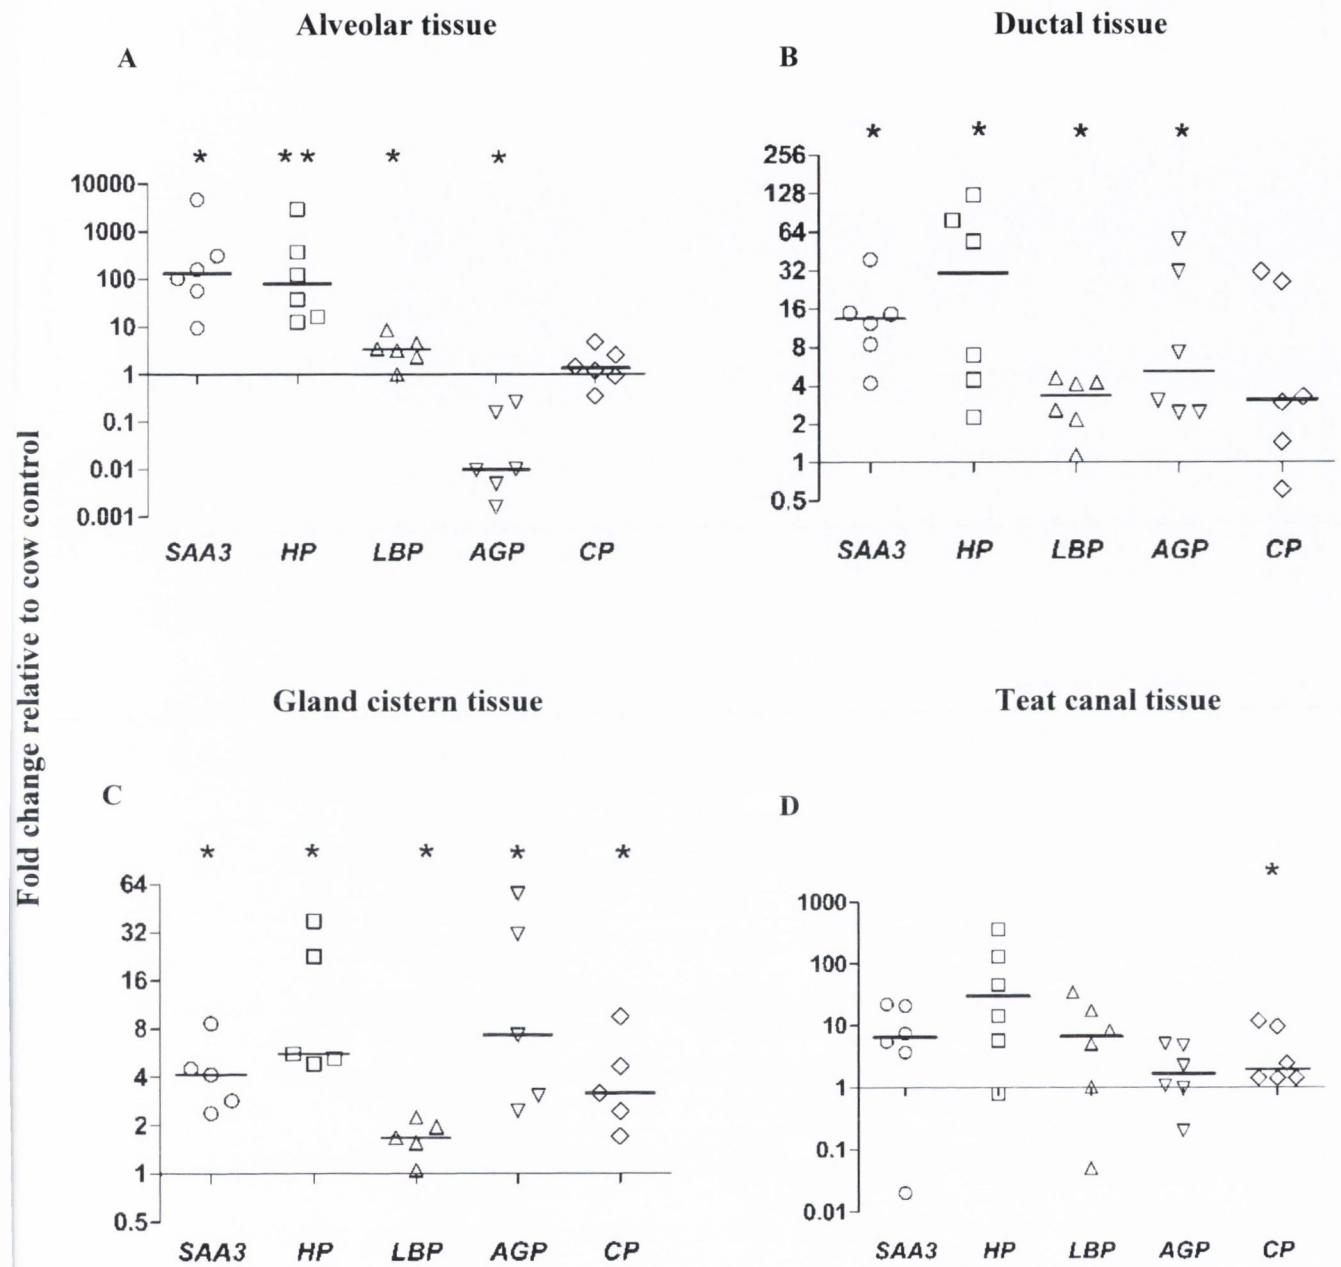 Alveolar tissue
A
* ** * *
10000
1000
100
10
1
0.1
0.01
0.001
SAA3 HP LBP AGP CP
Ductal tissue
B
* * * *
256
128
64
32
16
8
4
2
1
0.5
SAA3 HP LBP AGP CP
Fold change relative to cow control
Gland cistern tissue
C
* * * * *
64
32
16
8
4
2
1
0.5
SAA3 HP LBP AGP CP
Teat canal tissue
D
*
1000
100
10
1
0.1
0.01
SAA3 HP LBP AGP CP